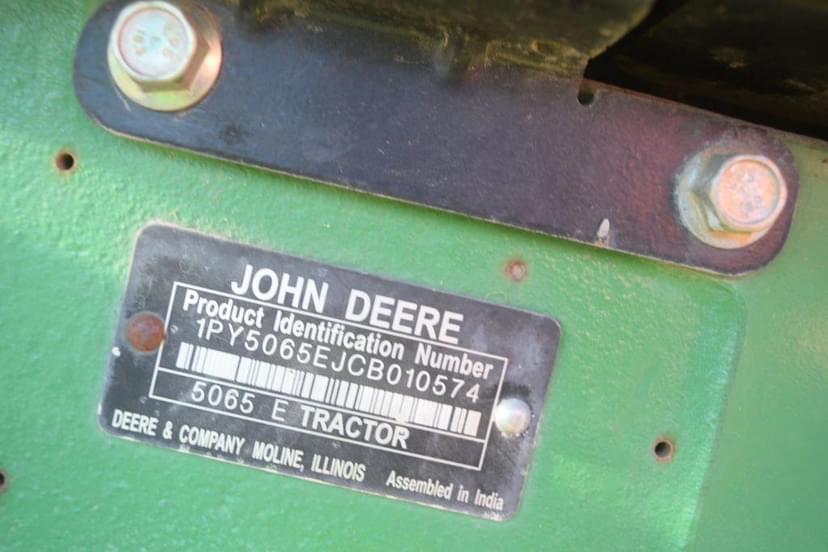 JOHN DEERE
Product Identification Number
1PY5065EJCB010574
5065 E TRACTOR
DEERE & COMPANY MOLINE, ILLINOIS Assembled in India